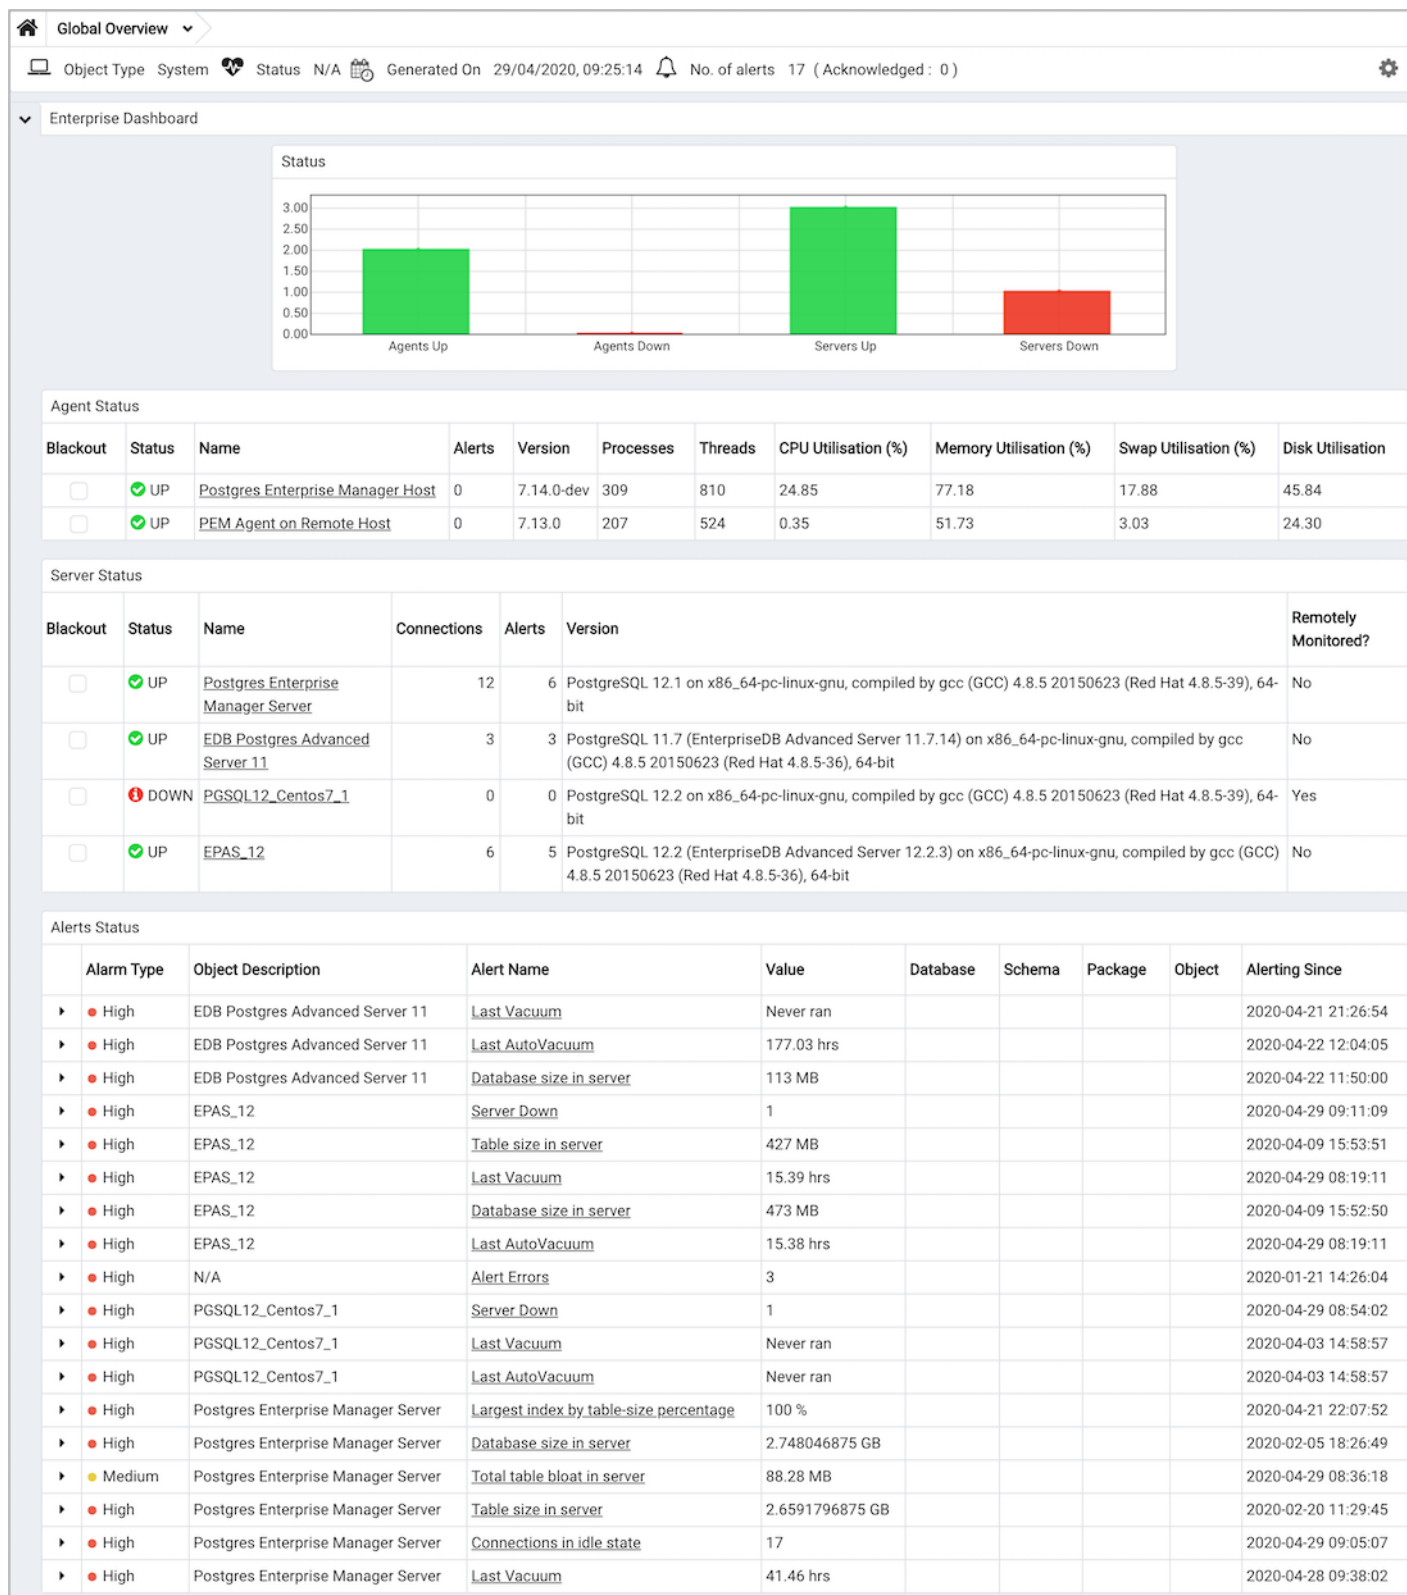 Global Overview
Object Type System Status N/A Generated On 29/04/2020, 09:25:14 No. of alerts 17 ( Acknowledged : 0 )
Enterprise Dashboard
Status
3.00
2.50
2.00
1.50
1.00
0.50
0.00
Agents Up Agents Down Servers Up Servers Down
Agent Status
Blackout Status Name Alerts Version Processes Threads CPU Utilisation (%) Memory Utilisation (%) Swap Utilisation (%) Disk Utilisation
UP Postgres Enterprise Manager Host 0 7.14.0-dev 309 810 24.85 77.18 17.88 45.84
UP PEM Agent on Remote Host 0 7.13.0 207 524 0.35 51.73 3.03 24.30
Server Status
Blackout Status Name Connections Alerts Version Remotely
Monitored?
UP Postgres Enterprise 12 6 PostgreSQL 12.1 on x86_64-pc-linux-gnu, compiled by gcc (GCC) 4.8.5 20150623 (Red Hat 4.8.5-39), 64- No
Manager Server bit
UP EDB Postgres Advanced 3 3 PostgreSQL 11.7 (EnterpriseDB Advanced Server 11.7.14) on x86_64-pc-linux-gnu, compiled by gcc No
Server 11 (GCC) 4.8.5 20150623 (Red Hat 4.8.5-36), 64-bit
DOWN PGSQL12_Centos7_1 0 0 PostgreSQL 12.2 on x86_64-pc-linux-gnu, compiled by gcc (GCC) 4.8.5 20150623 (Red Hat 4.8.5-39), 64- Yes
bit
UP EPAS_12 6 5 PostgreSQL 12.2 (EnterpriseDB Advanced Server 12.2.3) on x86_64-pc-linux-gnu, compiled by gcc (GCC) No
4.8.5 20150623 (Red Hat 4.8.5-36), 64-bit
Alerts Status
Alarm Type Object Description Alert Name Value Database Schema Package Object Alerting Since
High EDB Postgres Advanced Server 11 Last Vacuum Never ran 2020-04-21 21:26:54
High EDB Postgres Advanced Server 11 Last AutoVacuum 177.03 hrs 2020-04-22 12:04:05
High EDB Postgres Advanced Server 11 Database size in server 113 MB 2020-04-22 11:50:00
High EPAS_12 Server Down 1 2020-04-29 09:11:09
High EPAS_12 Table size in server 427 MB 2020-04-09 15:53:51
High EPAS_12 Last Vacuum 15.39 hrs 2020-04-29 08:19:11
High EPAS_12 Database size in server 473 MB 2020-04-09 15:52:50
High EPAS_12 Last AutoVacuum 15.38 hrs 2020-04-29 08:19:11
High N/A Alert Errors 3 2020-01-21 14:26:04
High PGSQL12_Centos7_1 Server Down 1 2020-04-29 08:54:02
High PGSQL12_Centos7_1 Last Vacuum Never ran 2020-04-03 14:58:57
High PGSQL12_Centos7_1 Last AutoVacuum Never ran 2020-04-03 14:58:57
High Postgres Enterprise Manager Server Largest index by table-size percentage 100 % 2020-04-21 22:07:52
High Postgres Enterprise Manager Server Database size in server 2.748046875 GB 2020-02-05 18:26:49
Medium Postgres Enterprise Manager Server Total table bloat in server 88.28 MB 2020-04-29 08:36:18
High Postgres Enterprise Manager Server Table size in server 2.6591796875 GB 2020-02-20 11:29:45
High Postgres Enterprise Manager Server Connections in idle state 17 2020-04-29 09:05:07
High Postgres Enterprise Manager Server Last Vacuum 41.46 hrs 2020-04-28 09:38:02